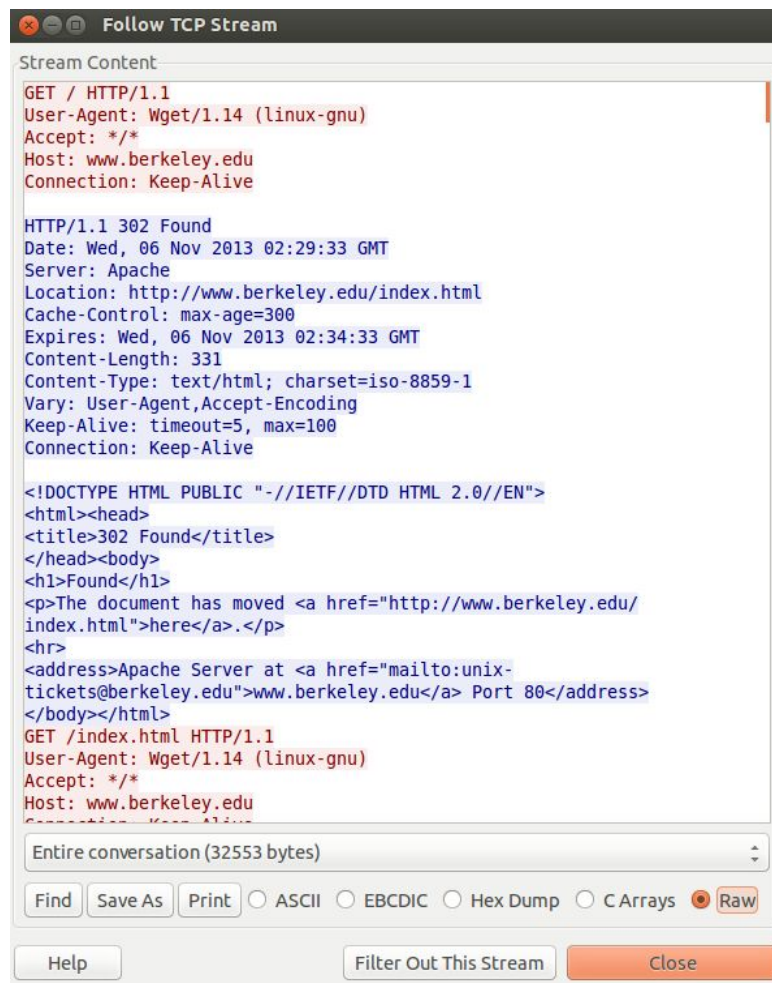 Follow TCP Stream
Stream Content
GET / HTTP/1.1
User-Agent: Wget/1.14 (linux-gnu)
Accept: */*
Host: www.berkeley.edu
Connection: Keep-Alive
HTTP/1.1 302 Found
Date: Wed, 06 Nov 2013 02:29:33 GMT
Server: Apache
Location: http://www.berkeley.edu/index.html
Cache-Control: max-age=300
Expires: Wed, 06 Nov 2013 02:34:33 GMT
Content-Length: 331
Content-Type: text/html; charset=iso-8859-1
Vary: User-Agent,Accept-Encoding
Keep-Alive: timeout=5, max=100
Connection: Keep-Alive
<!DOCTYPE HTML PUBLIC "-//IETF//DTD HTML 2.0//EN">
<html><head>
<title>302 Found</title>
</head><body>
<h1>Found</h1>
<p>The document has moved <a href="http://www.berkeley.edu/
index.html">here</a>.</p>
<hr>
<address>Apache Server at <a href="mailto:unix-
tickets@berkeley.edu">www.berkeley.edu</a> Port 80</address>
</body></html>
GET /index.html HTTP/1.1
User-Agent: Wget/1.14 (linux-gnu)
Accept: */*
Host: www.berkeley.edu
Connection: Keep-Alive
Entire conversation (32553 bytes)
Find Save As Print ASCII EBCDIC Hex Dump C Arrays Raw
Help Filter Out This Stream Close